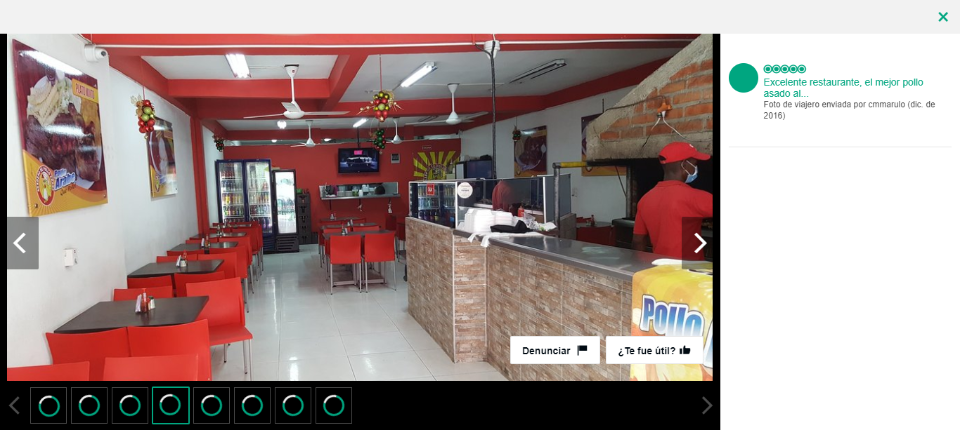 Excelente restaurante, el mejor pollo
asado al...
Foto de viajero enviada por cmmarulo (dic. de
2016)
Denunciar
¿Te fue útil?
Pollo